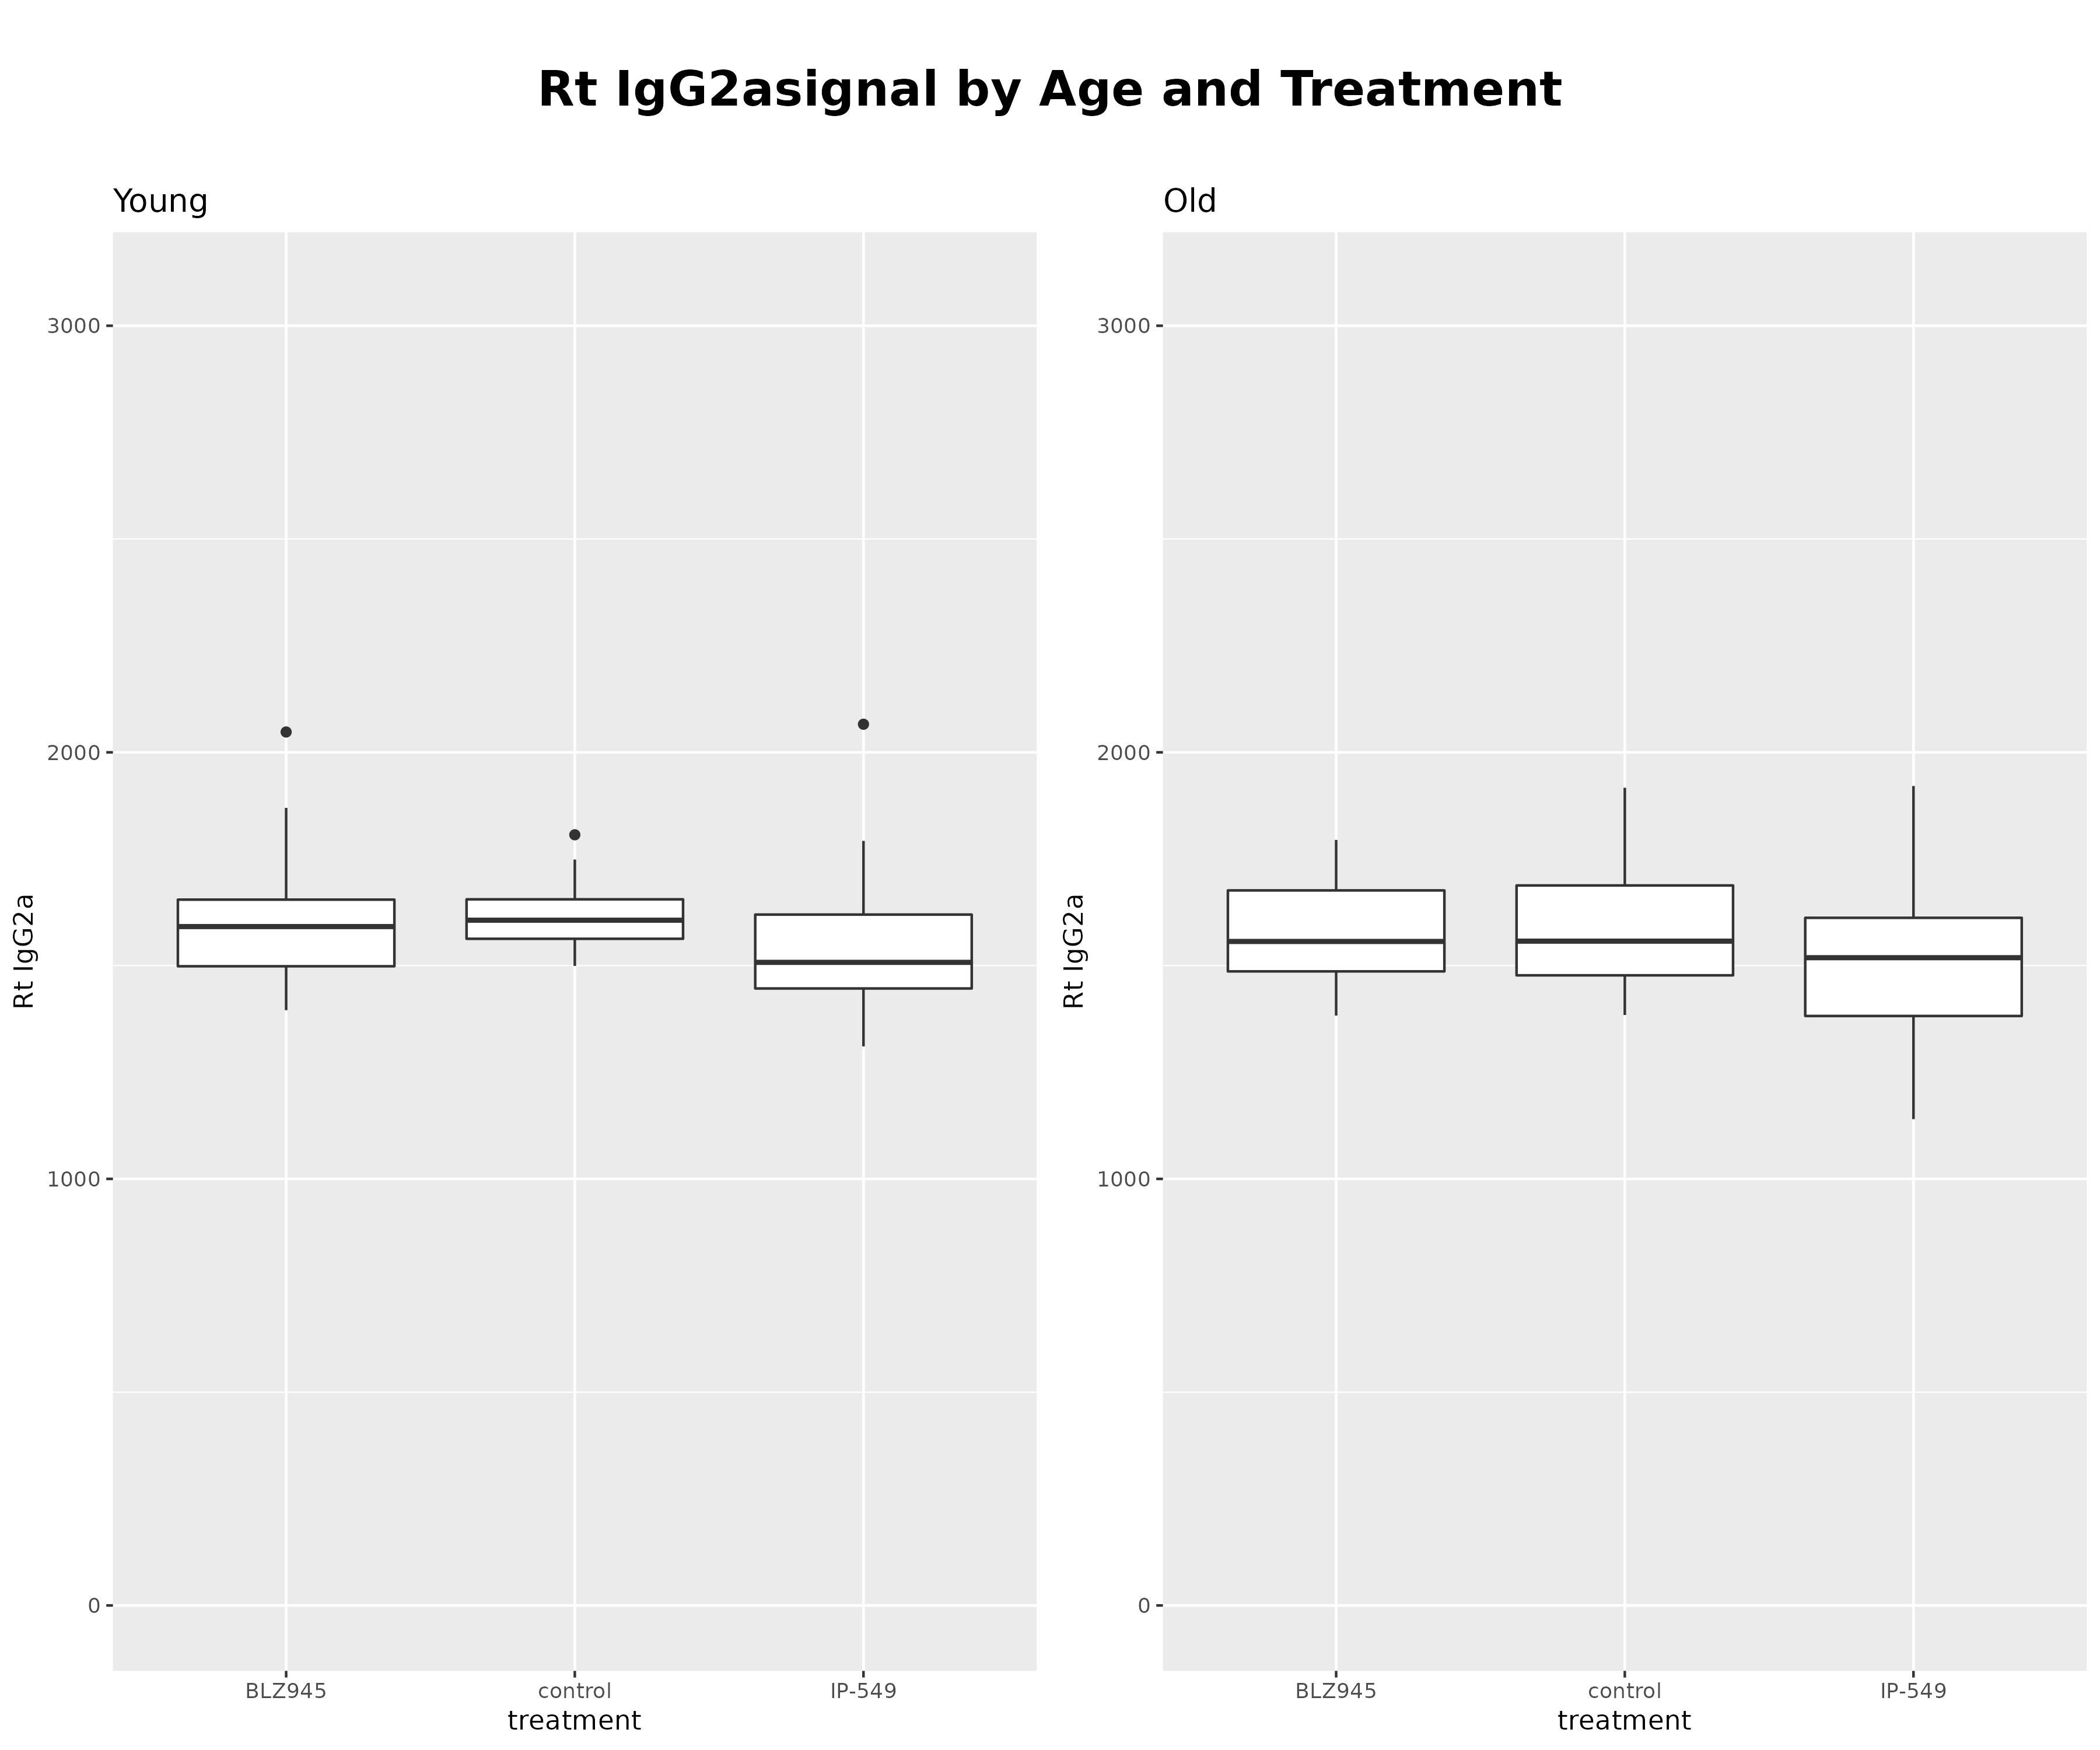 Rt IgG2asignal by Age and Treatment
Young
3000
2000
1000
0
Rt IgG2a
BLZ945 control IP-549
treatment
Old
3000
2000
1000
0
Rt IgG2a
BLZ945 control IP-549
treatment